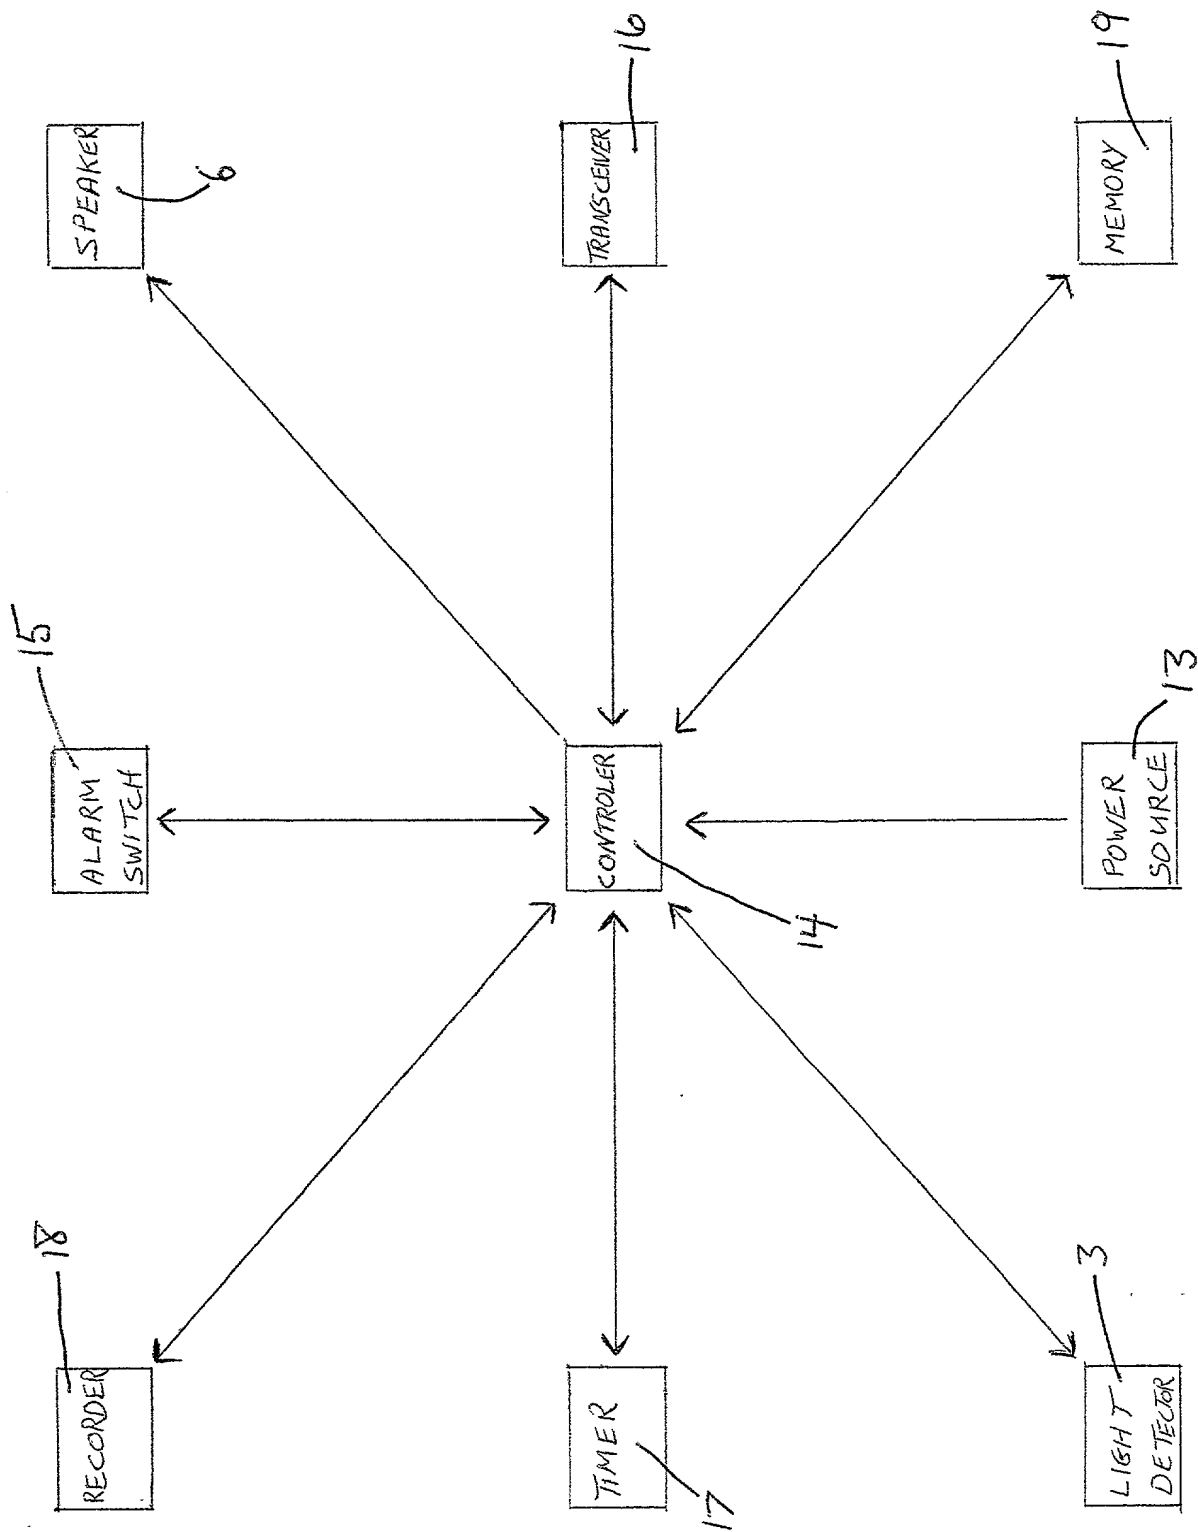 18
RECORDER
15
ALARM
SWITCH
SPEAKER
6
TIMER
17
CONTROLER
14
TRANSCEIVER
16
3
LIGHT
DETECTOR
POWER
SOURCE
13
MEMORY
19